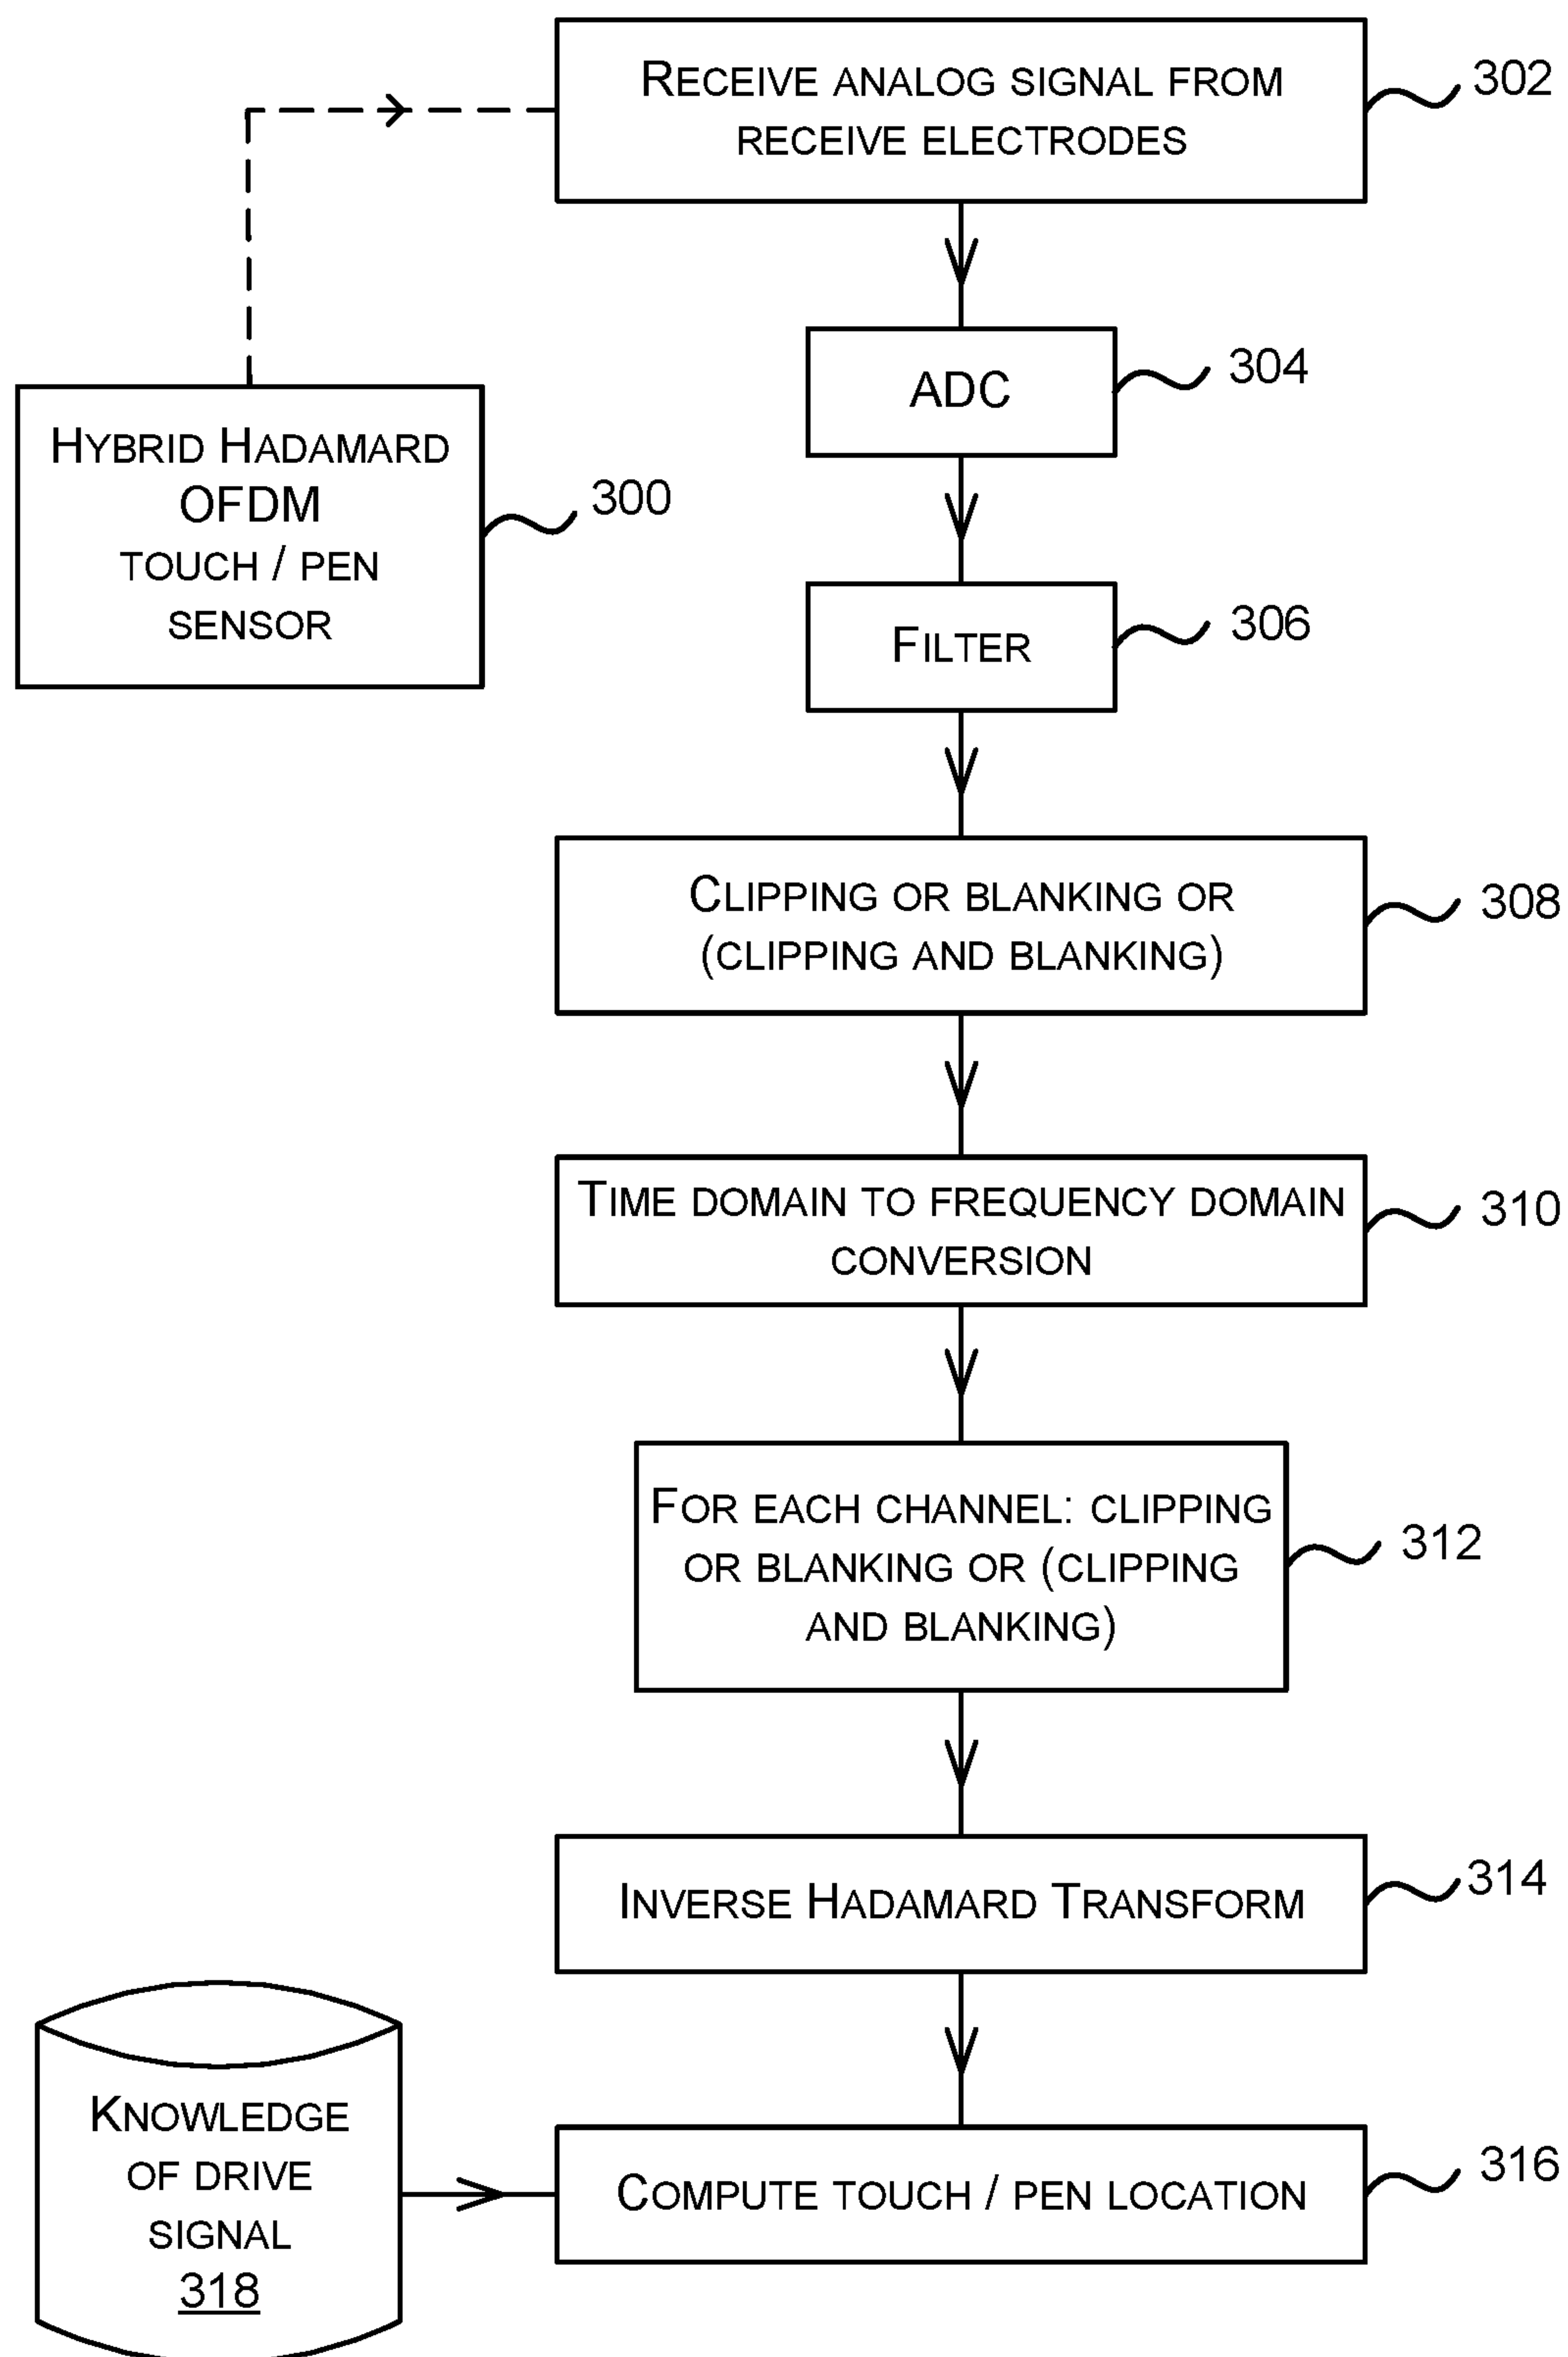 RECEIVE ANALOG SIGNAL FROM
RECEIVE ELECTRODES
302
ADC
304
HYBRID HADAMARD
OFDM
TOUCH / PEN
SENSOR
300
FILTER
306
CLIPPING OR BLANKING OR
(CLIPPING AND BLANKING)
308
TIME DOMAIN TO FREQUENCY DOMAIN
CONVERSION
310
FOR EACH CHANNEL: CLIPPING
OR BLANKING OR (CLIPPING
AND BLANKING)
312
INVERSE HADAMARD TRANSFORM
314
KNOWLEDGE
OF DRIVE
SIGNAL
318
COMPUTE TOUCH / PEN LOCATION
316